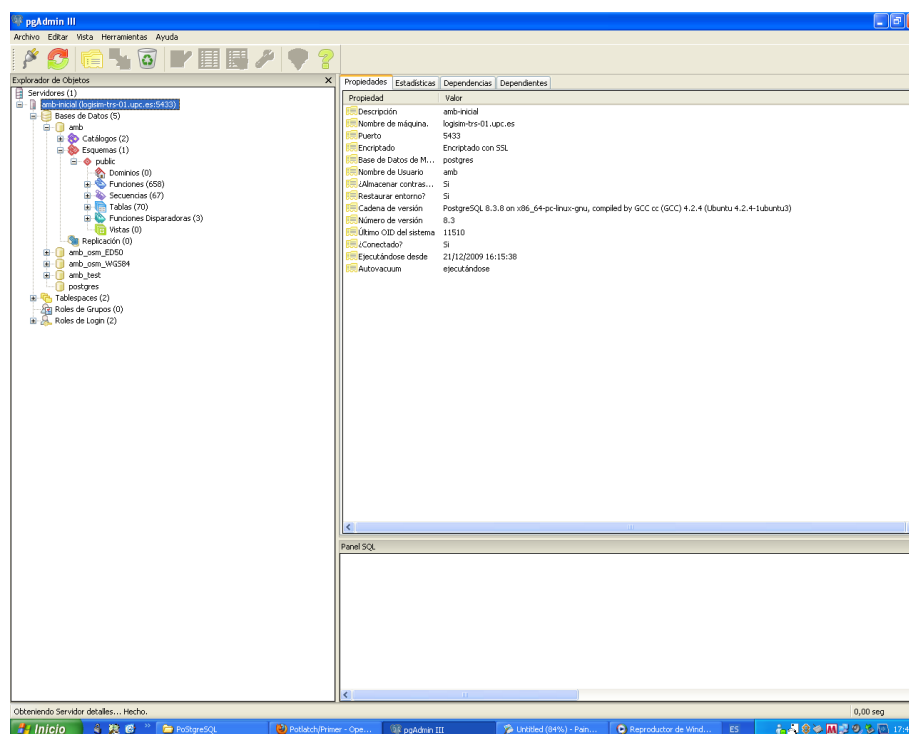 pgAdmin III
Archivo Editar Vista Herramientas Ayuda
Explorador de Objetos
Servidores (1)
amb-inicial (logisim-trs-01.upc.es:5433)
Bases de Datos (5)
amb
Catálogos (2)
Esquemas (1)
public
Dominios (0)
Funciones (658)
Secuencias (67)
Tablas (70)
Funciones Disparadoras (3)
Vistas (0)
Replicación (0)
amb_osm_ED50
amb_osm_WGS84
amb_test
postgres
Tablespaces (2)
Roles de Grupos (0)
Roles de Login (2)
Propiedades Estadísticas Dependencias Dependientes
Propiedad Valor
Descripción amb-inicial
Nombre de máquina. logisim-trs-01.upc.es
Puerto 5433
Encriptado Encriptado con SSL
Base de Datos de M... postgres
Nombre de Usuario amb
¿Almacenar contras... Si
Restaurar entorno? Si
Cadena de versión PostgreSQL 8.3.8 on x86_64-pc-linux-gnu, compiled by GCC cc (GCC) 4.2.4 (Ubuntu 4.2.4-1ubuntu3)
Número de versión 8.3
Último OID del sistema 11510
¿Conectado? Si
Ejecutándose desde 21/12/2009 16:15:38
Autovacuum ejecutándose
Panel SQL
Obteniendo Servidor detalles... Hecho. 0,00 seg
Inicio PoStgreSQL Potlatch/Primer - Ope... pgAdmin III Untitled (84%) - Pain... Reproductor de Wind... ES 17:4